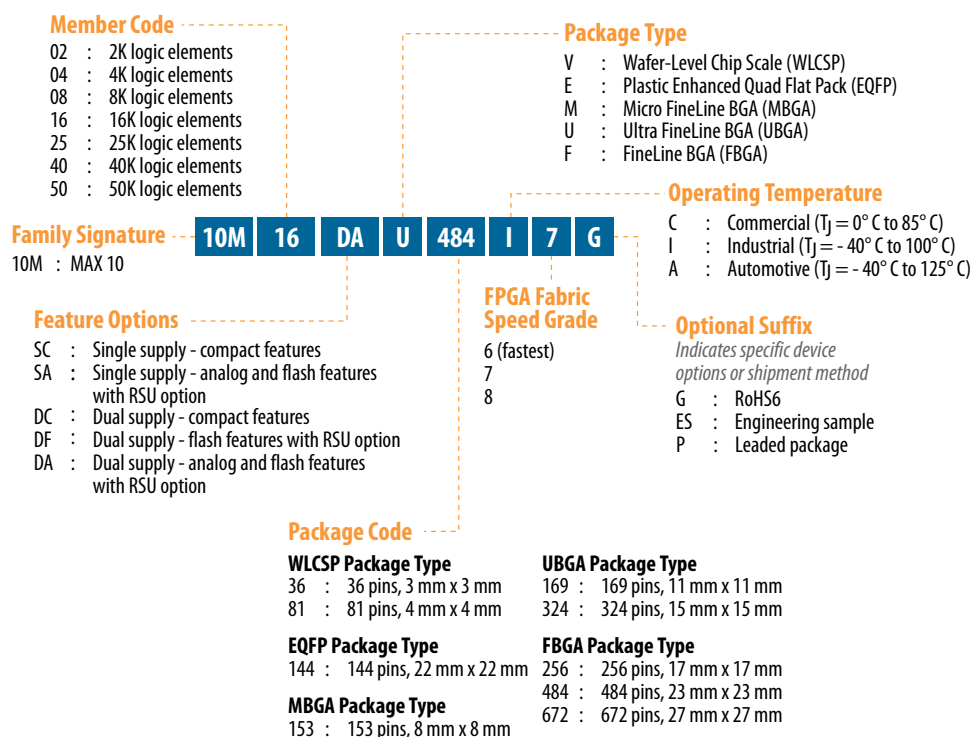 Member Code
02 : 2K logic elements
04 : 4K logic elements
08 : 8K logic elements
16 : 16K logic elements
25 : 25K logic elements
40 : 40K logic elements
50 : 50K logic elements
Package Type
V : Wafer-Level Chip Scale (WLCSP)
E : Plastic Enhanced Quad Flat Pack (EQFP)
M : Micro FineLine BGA (MBGA)
U : Ultra FineLine BGA (UBGA)
F : FineLine BGA (FBGA)
Operating Temperature
C : Commercial (TJ = 0° C to 85° C)
I : Industrial (TJ = - 40° C to 100° C)
A : Automotive (TJ = - 40° C to 125° C)
Family Signature
10M : MAX 10
10M 16 DA U 484 I 7 G
Feature Options
SC : Single supply - compact features
SA : Single supply - analog and flash features
with RSU option
DC : Dual supply - compact features
DF : Dual supply - flash features with RSU option
DA : Dual supply - analog and flash features
with RSU option
FPGA Fabric
Speed Grade
6 (fastest)
7
8
Optional Suffix
Indicates specific device
options or shipment method
G : RoHS6
ES : Engineering sample
P : Leaded package
Package Code
WLCSP Package Type
36 : 36 pins, 3 mm x 3 mm
81 : 81 pins, 4 mm x 4 mm
EQFP Package Type
144 : 144 pins, 22 mm x 22 mm
MBGA Package Type
153 : 153 pins, 8 mm x 8 mm
UBGA Package Type
169 : 169 pins, 11 mm x 11 mm
324 : 324 pins, 15 mm x 15 mm
FBGA Package Type
256 : 256 pins, 17 mm x 17 mm
484 : 484 pins, 23 mm x 23 mm
672 : 672 pins, 27 mm x 27 mm